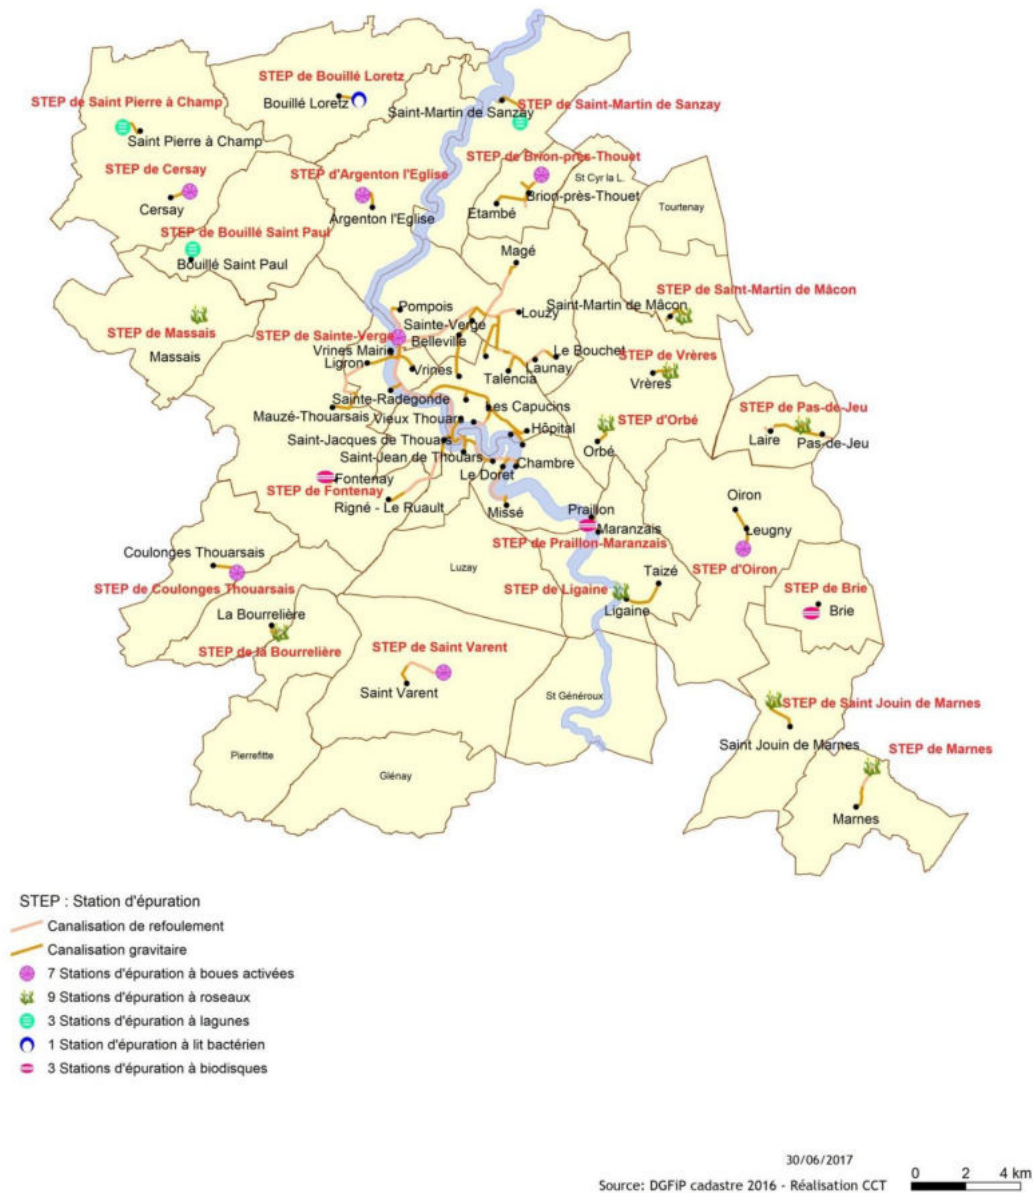 STEP de Bouillé Loretz
Bouillé Loretz
STEP de Saint Pierre à Champ
Saint Pierre à Champ
Saint-Martin de Sanzay
STEP de Saint-Martin de Sanzay
STEP de Cersay
Cersay
STEP d'Argenton l'Eglise
Argenton l'Eglise
STEP de Brion-près-Thouet
St Cyr la L.
Brion-près-Thouet
Etambé
Tourtenay
STEP de Bouillé Saint Paul
Bouillé Saint Paul
Magé
STEP de Saint-Martin de Mâcon
Saint-Martin de Mâcon
Pompois
Louzy
Sainte-Verge
STEP de Massais
STEP de Sainte-Verge
Belleville
Massais
Vrines Mairie
Ligron
Vrines
Le Bouchet
Launay
Talencia
STEP de Vrères
Vrères
Sainte-Radegonde
Mauzé-Thouarsais
Les Capucins
Vieux Thouars
Hôpital
STEP d'Orbé
Orbé
STEP de Pas-de-Jeu
Laire
Pas-de-Jeu
Saint-Jacques de Thouars
Saint-Jean de Thouars
Chambre
Le Doret
Fontenay
STEP de Fontenay
Rigné - Le Ruault
Missé
Praillon
Maranzais
STEP de Praillon-Maranzais
Oiron
Leugny
STEP d'Oiron
Coulonges Thouarsais
STEP de Coulonges Thouarsais
Luzay
Taizé
STEP de Ligaine
Ligaine
STEP de Brie
Brie
La Bourrelière
STEP de la Bourrelière
STEP de Saint Varent
Saint Varent
St Généroux
STEP de Saint Jouin de Marnes
Saint Jouin de Marnes
STEP de Marnes
Marnes
Pierrefitte
Glénay
STEP : Station d'épuration
Canalisation de refoulement
Canalisation gravitaire
7 Stations d'épuration à boues activées
9 Stations d'épuration à roseaux
3 Stations d'épuration à lagunes
1 Station d'épuration à lit bactérien
3 Stations d'épuration à biodisques
30/06/2017
Source: DGFiP cadastre 2016 - Réalisation CCT
0 2 4 km